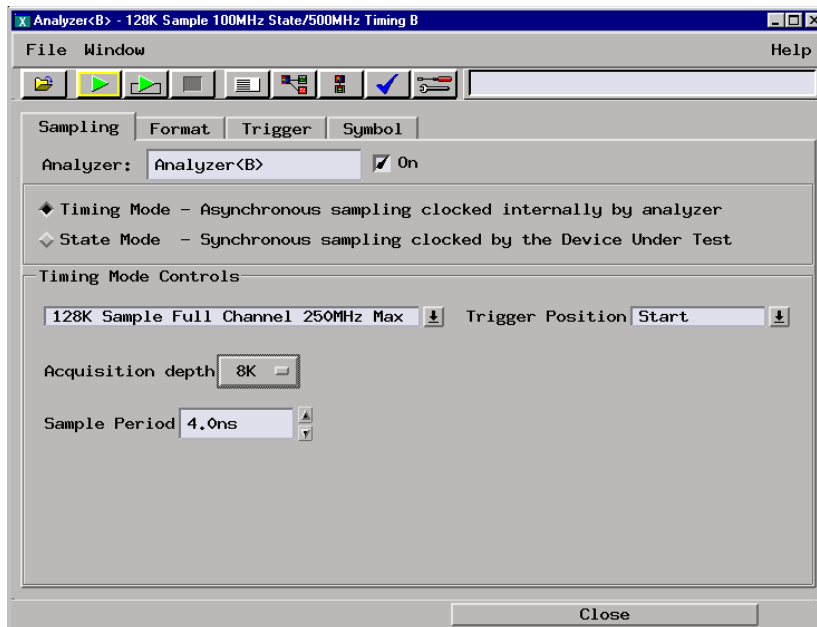 Analyzer<B> - 128K Sample 100MHz State/500MHz Timing B
File Window Help
Sampling Format Trigger Symbol
Analyzer: Analyzer<B> On
Timing Mode - Asynchronous sampling clocked internally by analyzer
State Mode - Synchronous sampling clocked by the Device Under Test
Timing Mode Controls
128K Sample Full Channel 250MHz Max Trigger Position Start
Acquisition depth 8K
Sample Period 4.0ns
Close